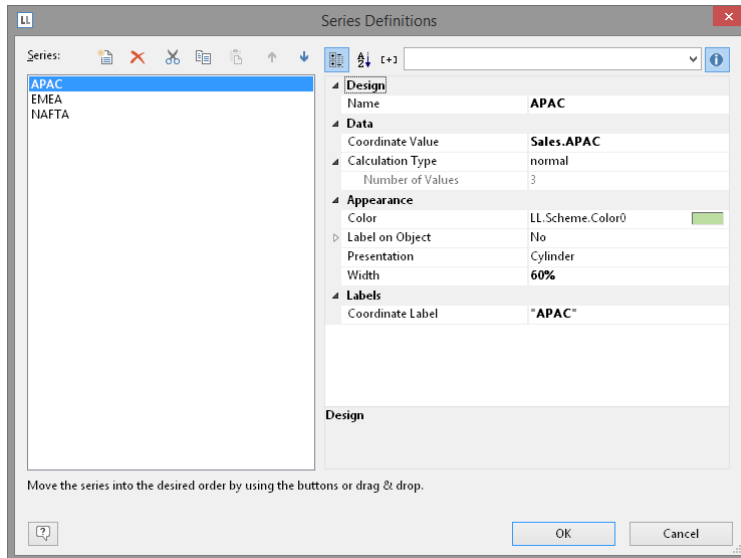 LL Series Definitions
Series:
APAC
EMEA
NAFTA
[+]
Design
Name APAC
Data
Coordinate Value Sales.APAC
Calculation Type normal
Number of Values 3
Appearance
Color LL.Scheme.Color0
Label on Object No
Presentation Cylinder
Width 60%
Labels
Coordinate Label "APAC"
Design
Move the series into the desired order by using the buttons or drag & drop.
OK Cancel